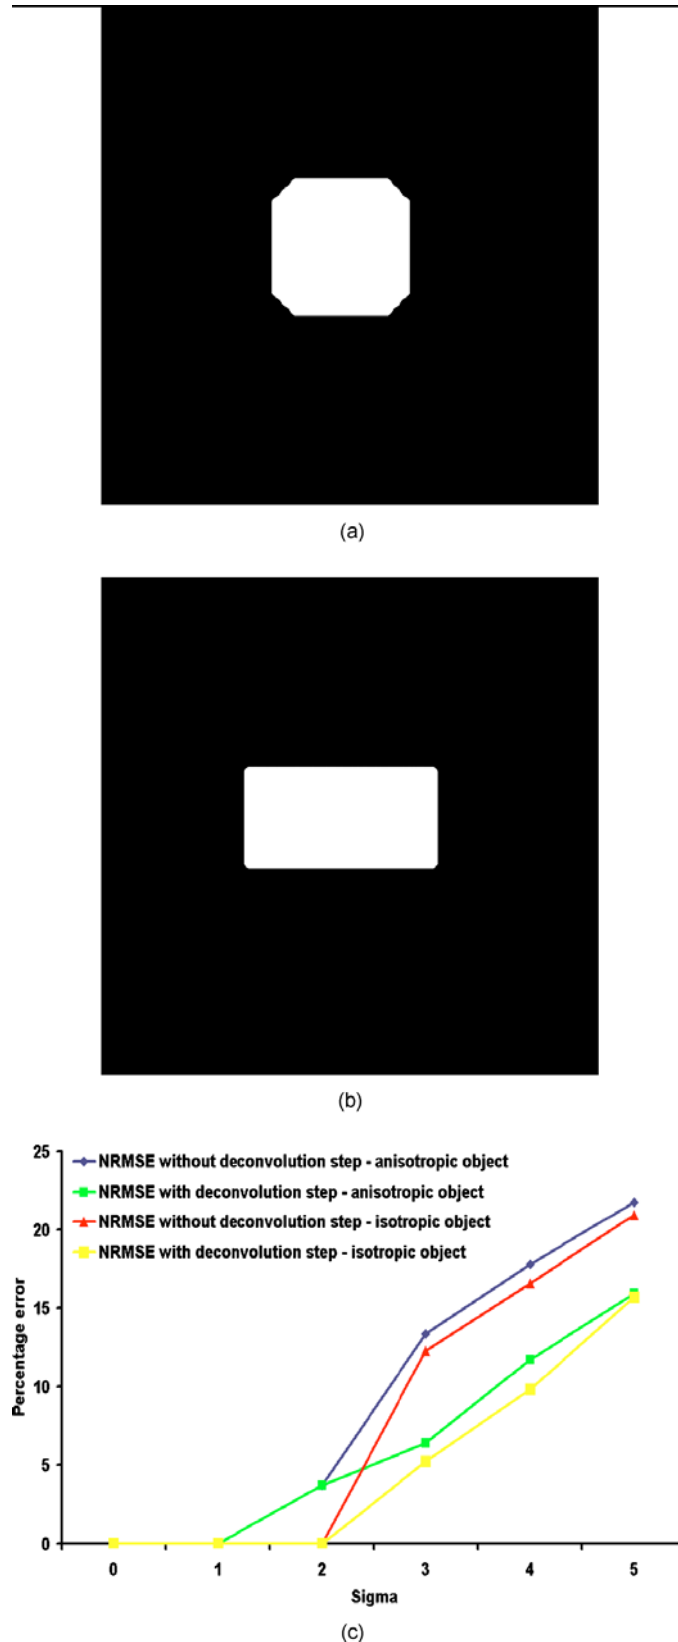 (a)
(b)
25
20
15
10
5
0
Percentage error
NRMSE without deconvolution step - anisotropic object
NRMSE with deconvolution step - anisotropic object
NRMSE without deconvolution step - isotropic object
NRMSE with deconvolution step - isotropic object
0 1 2 3 4 5
Sigma
(c)